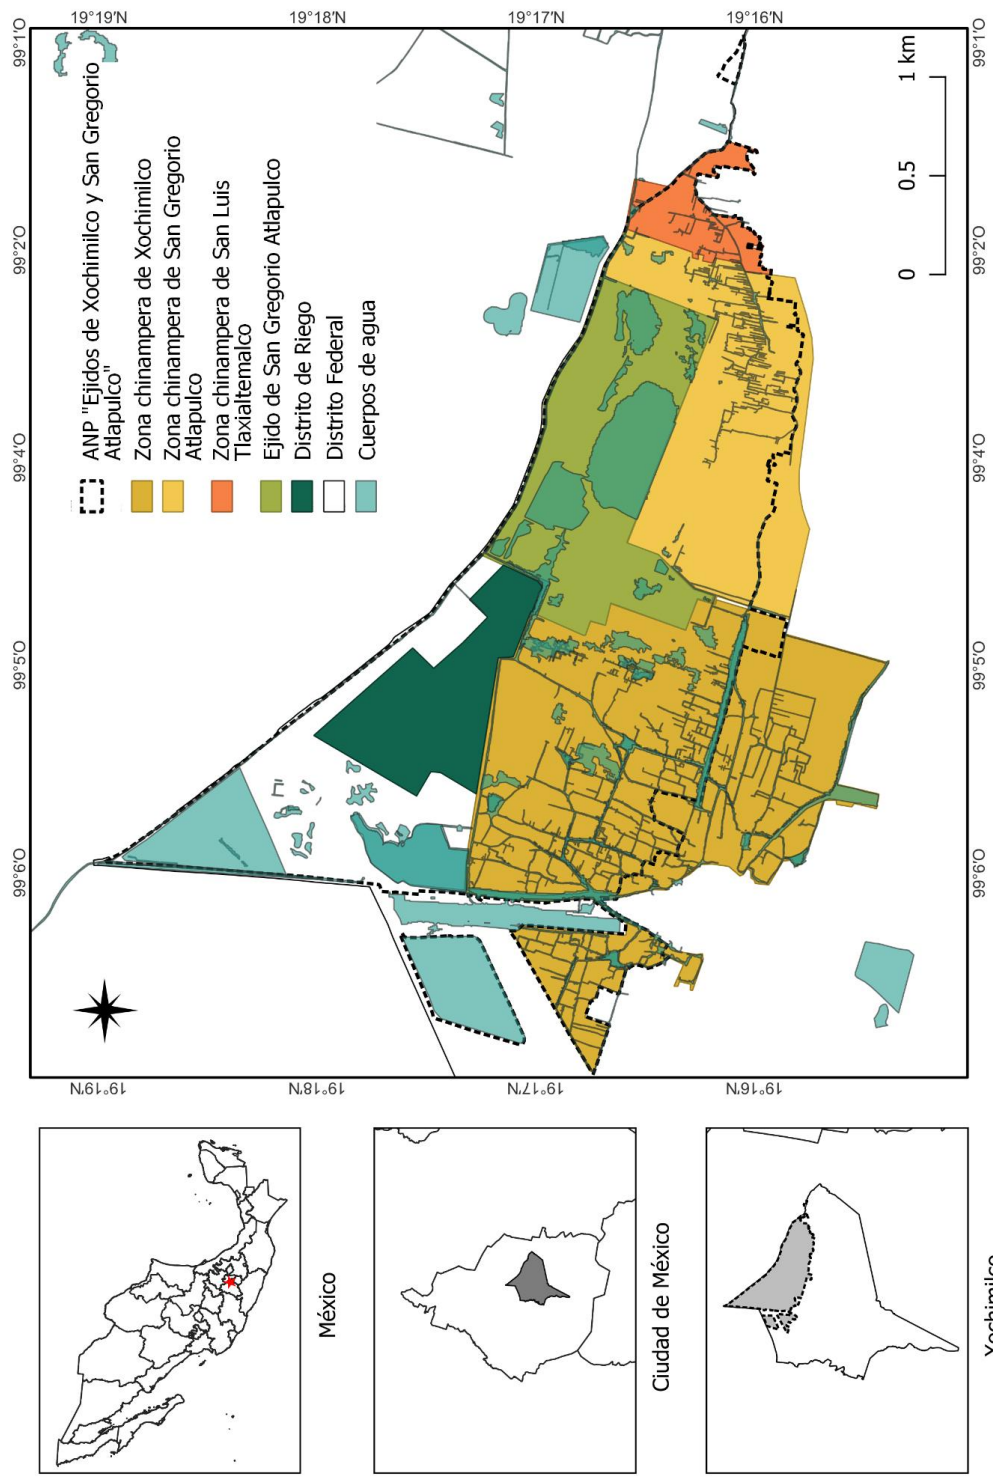 99°6'O 99°5'O 99°4'O 99°2'O 99°1'O
19°19'N 19°18'N 19°17'N 19°16'N
ANP "Ejidos de Xochimilco y San Gregorio
Atlapulco"
Zona chinampera de Xochimilco
Zona chinampera de San Gregorio
Atlapulco
Zona chinampera de San Luis
Tlaxialtemalco
Ejido de San Gregorio Atlapulco
Distrito de Riego
Distrito Federal
Cuerpos de agua
19°19'N 19°18'N 19°17'N 19°16'N
0 0.5 1 km
99°6'O 99°5'O 99°4'O 99°2'O 99°1'O
México
Ciudad de México
Xochimilco